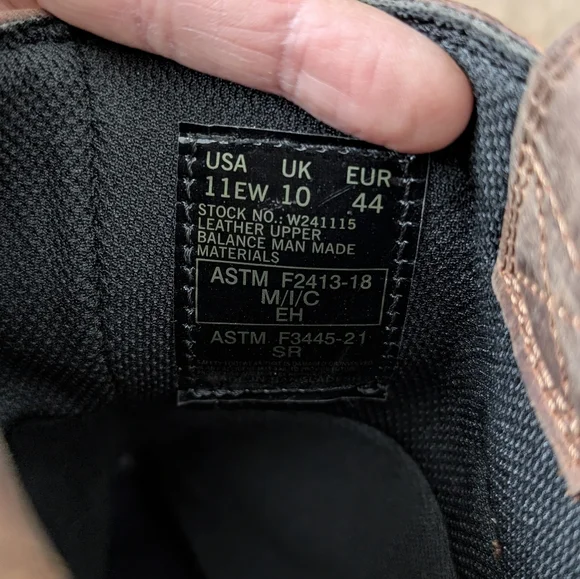 USA UK EUR
11EW 10 44
STOCK NO.: W241115
LEATHER UPPER
BALANCE MAN MADE
MATERIALS
ASTM F2413-18
M/I/C
EH
ASTM F3445-21
SR